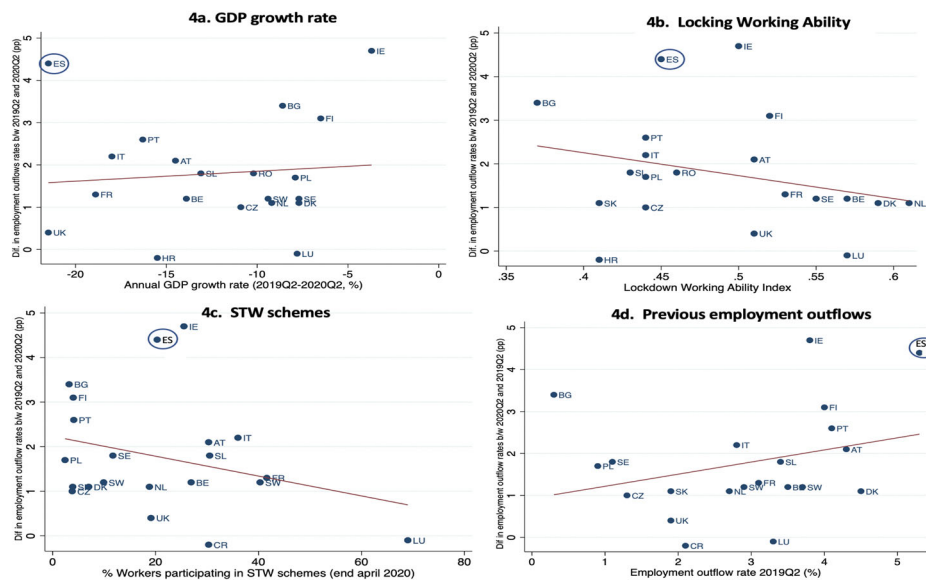 4a. GDP growth rate
Dif. in employment outflows rates b/w 2019Q2 and 2020Q2 (pp)
5
4
3
2
1
0
IE
ES
BG
FI
PT
IT
AT
SL
RO
PL
FR
BE
SW
SE
NL
DK
CZ
UK
HR
LU
-20
-15
-10
-5
0
Annual GDP growth rate (2019Q2-2020Q2, %)
4b. Locking Working Ability
Dif. in employment outflow rates b/w 2019Q2 and 2020Q2 (pp)
5
4
3
2
1
0
IE
ES
BG
FI
PT
IT
AT
SL
RO
PL
FR
SE
BE
SK
DK
NL
CZ
UK
HR
LU
.35
.4
.45
.5
.55
.6
Lockdown Working Ability Index
4c. STW schemes
Dif in employment outflow rates b/w 2019Q2 and 2020Q2 (pp)
5
4
3
2
1
0
IE
ES
BG
FI
PT
IT
AT
SE
SL
PL
FR
SW
BE
SW
DK
NL
CZ
UK
CR
LU
0
20
40
60
80
% Workers participating in STW schemes (end april 2020)
4d. Previous employment outflows
Dif in employment outflow rates b/w 2019Q2 and 2020Q2 (pp)
5
4
3
2
1
0
IE
ES
BG
FI
PT
IT
AT
SE
SL
PL
FR
SW
SW
SK
NL
DK
CZ
UK
CR
LU
0
1
2
3
4
5
Employment outflow rate 2019Q2 (%)